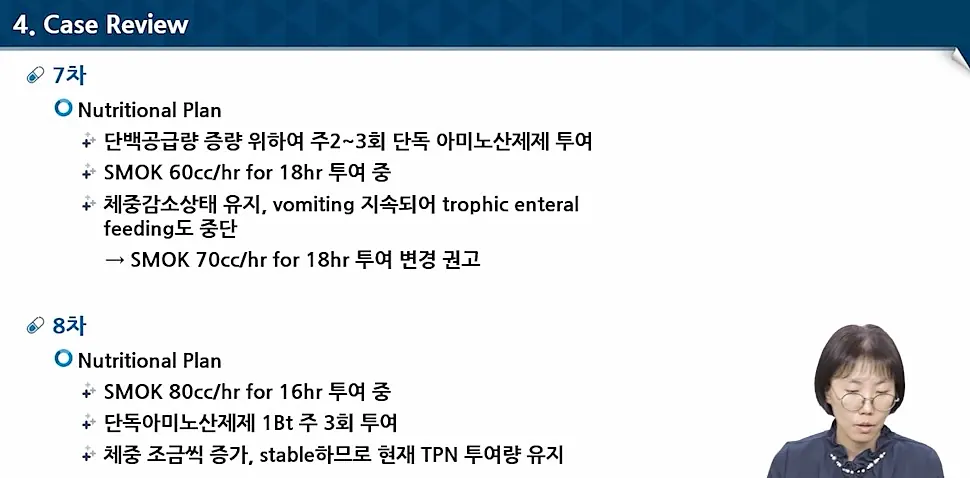 4. Case Review
7차
Nutritional Plan
단백공급량 증량 위하여 주2~3회 단독 아미노산제제 투여
SMOK 60cc/hr for 18hr 투여 중
체중감소상태 유지, vomiting 지속되어 trophic enteral
feeding도 중단
→ SMOK 70cc/hr for 18hr 투여 변경 권고
8차
Nutritional Plan
SMOK 80cc/hr for 16hr 투여 중
단독아미노산제제 1Bt 주 3회 투여
체중 조금씩 증가, stable하므로 현재 TPN 투여량 유지